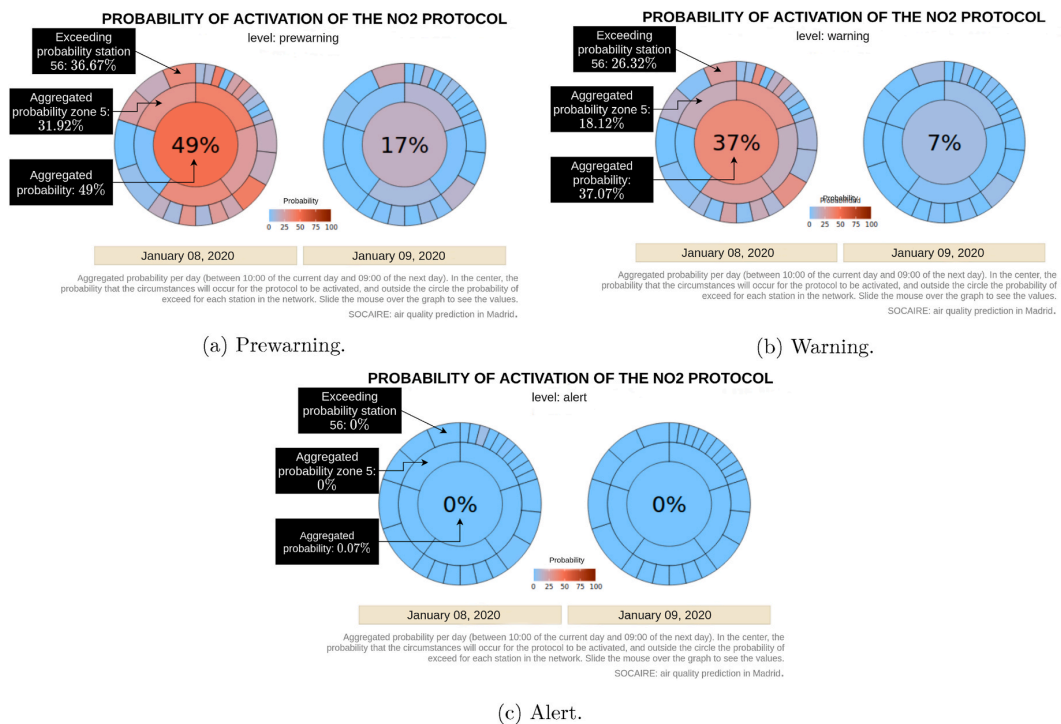 PROBABILITY OF ACTIVATION OF THE NO2 PROTOCOL
level: prewarning
Exceeding
probability station
56: 36.67%
Aggregated
probability zone 5:
31.92%
Aggregated
probability: 49%
49%
17%
Probability
0 25 50 75 100
January 08, 2020
January 09, 2020
Aggregated probability per day (between 10:00 of the current day and 09:00 of the next day). In the center, the
probability that the circumstances will occur for the protocol to be activated, and outside the circle the probability of
exceed for each station in the network. Slide the mouse over the graph to see the values.
SOCAIRE: air quality prediction in Madrid.
(a) Prewarning.
PROBABILITY OF ACTIVATION OF THE NO2 PROTOCOL
level: warning
Exceeding
probability station
56: 26.32%
Aggregated
probability zone 5:
18.12%
Aggregated
probability:
37.07%
37%
7%
Probability
0 25 50 75 100
January 08, 2020
January 09, 2020
Aggregated probability per day (between 10:00 of the current day and 09:00 of the next day). In the center, the
probability that the circumstances will occur for the protocol to be activated, and outside the circle the probability of
exceed for each station in the network. Slide the mouse over the graph to see the values.
SOCAIRE: air quality prediction in Madrid.
(b) Warning.
PROBABILITY OF ACTIVATION OF THE NO2 PROTOCOL
level: alert
Exceeding
probability station
56: 0%
Aggregated
probability zone 5:
0%
Aggregated
probability: 0.07%
0%
0%
Probability
0 25 50 75 100
January 08, 2020
January 09, 2020
Aggregated probability per day (between 10:00 of the current day and 09:00 of the next day). In the center, the
probability that the circumstances will occur for the protocol to be activated, and outside the circle the probability of
exceed for each station in the network. Slide the mouse over the graph to see the values.
SOCAIRE: air quality prediction in Madrid.
(c) Alert.